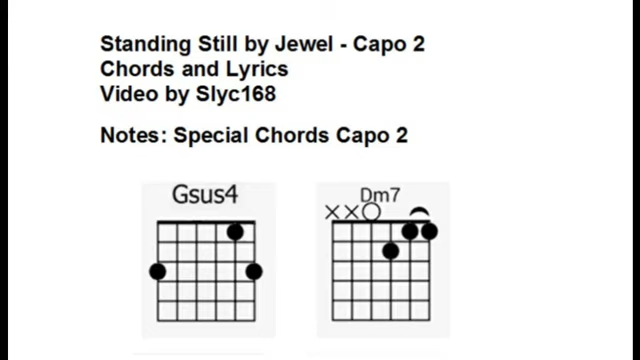 Standing Still by Jewel - Capo 2
Chords and Lyrics
Video by Slyc168
Notes: Special Chords Capo 2
Gsus4
Dm7